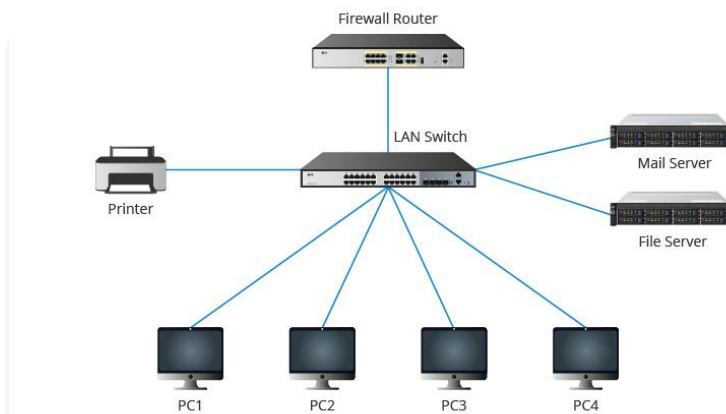 Firewall Router
LAN Switch
Mail Server
Printer
File Server
PC1
PC2
PC3
PC4